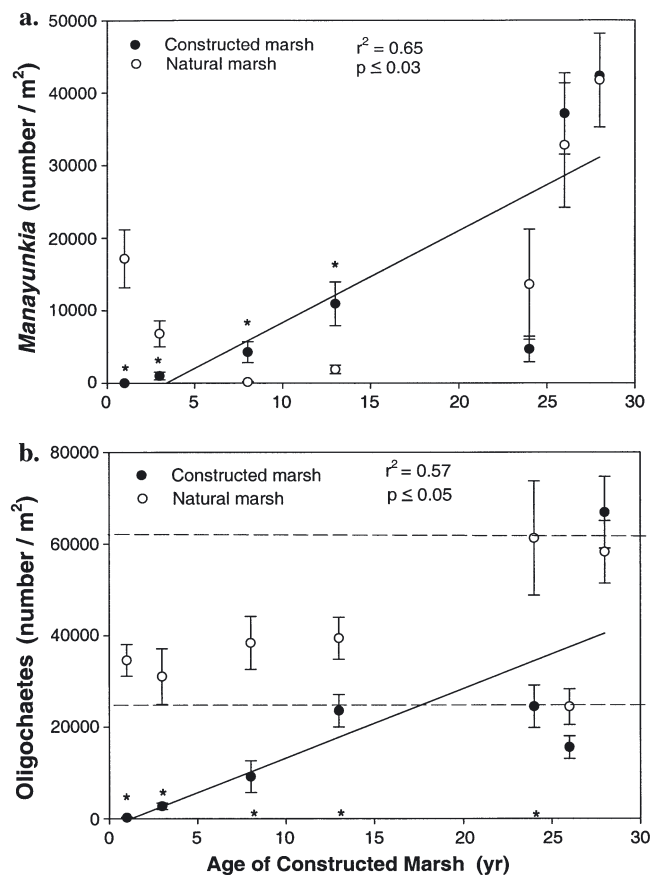 a.
50000
40000
30000
20000
10000
0
Manayunkia (number / m²)
Constructed marsh
Natural marsh
r² = 0.65
p ≤ 0.03
*
*
*
*
0 5 10 15 20 25 30
b.
80000
60000
40000
20000
0
Oligochaetes (number / m²)
Constructed marsh
Natural marsh
r² = 0.57
p ≤ 0.05
*
*
*
*
*
0 5 10 15 20 25 30
Age of Constructed Marsh (yr)